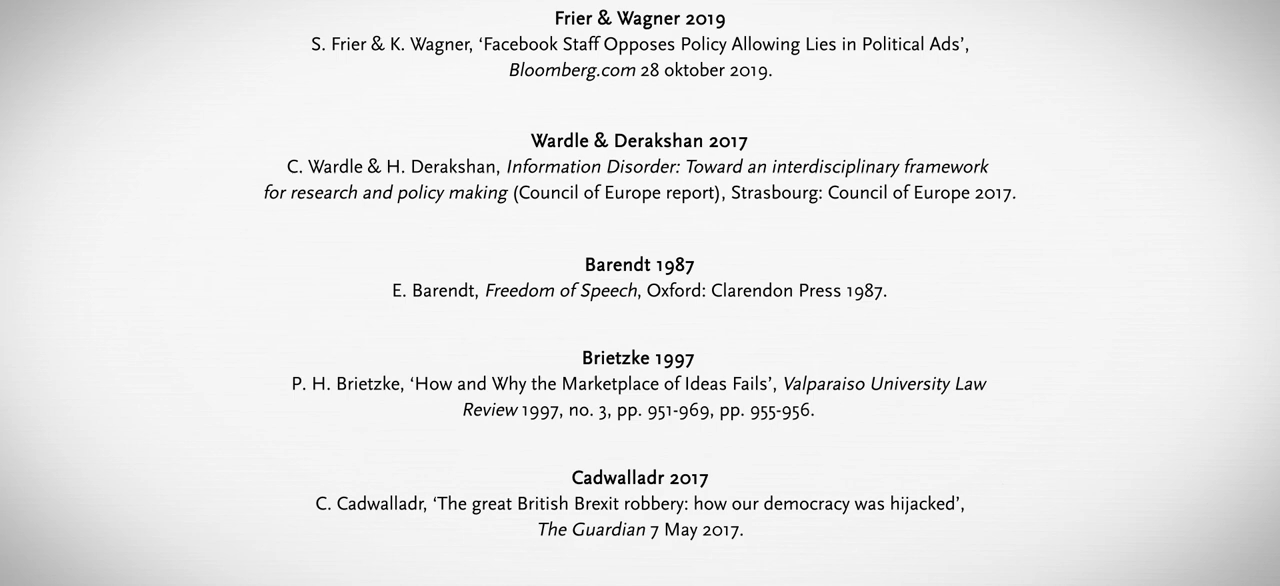 Frier & Wagner 2019
S. Frier & K. Wagner, ‘Facebook Staff Opposes Policy Allowing Lies in Political Ads’,
Bloomberg.com 28 oktober 2019.
Wardle & Derakshan 2017
C. Wardle & H. Derakshan, Information Disorder: Toward an interdisciplinary framework
for research and policy making (Council of Europe report), Strasbourg: Council of Europe 2017.
Barendt 1987
E. Barendt, Freedom of Speech, Oxford: Clarendon Press 1987.
Brietzke 1997
P. H. Brietzke, ‘How and Why the Marketplace of Ideas Fails’, Valparaiso University Law
Review 1997, no. 3, pp. 951-969, pp. 955-956.
Cadwalladr 2017
C. Cadwalladr, ‘The great British Brexit robbery: how our democracy was hijacked’,
The Guardian 7 May 2017.